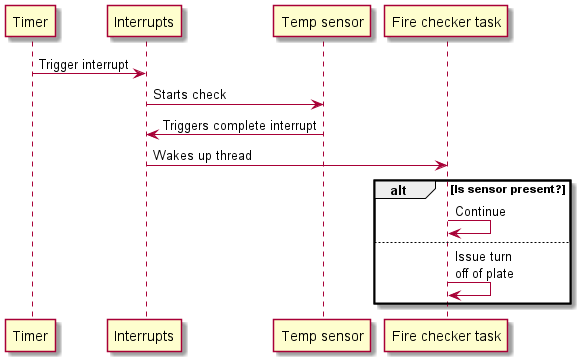 Timer
Interrupts
Temp sensor
Fire checker task
Trigger interrupt
Starts check
Triggers complete interrupt
Wakes up thread
alt
[Is sensor present?]
Continue
Issue turn
off of plate
Timer
Interrupts
Temp sensor
Fire checker task